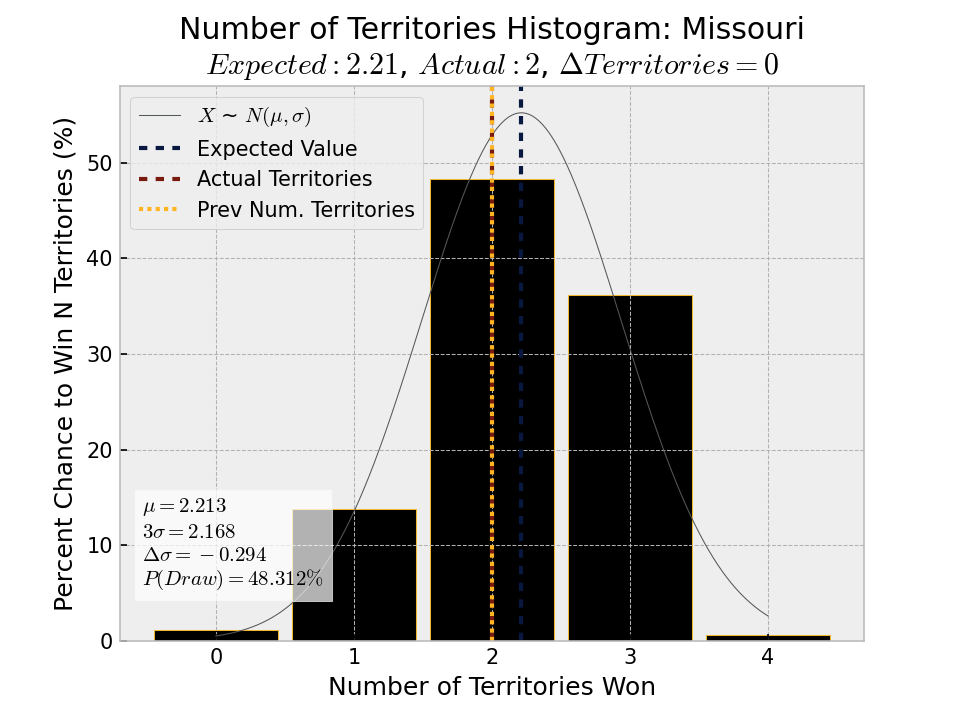 Number of Territories Histogram: Missouri
Expected : 2.21, Actual : 2, ΔTerritories = 0
X ∼ N(μ, σ)
Expected Value
Actual Territories
Prev Num. Territories
Percent Chance to Win N Territories (%)
50
40
30
20
10
0
μ = 2.213
3σ = 2.168
Δσ = −0.294
P(Draw) = 48.312%
0 1 2 3 4
Number of Territories Won